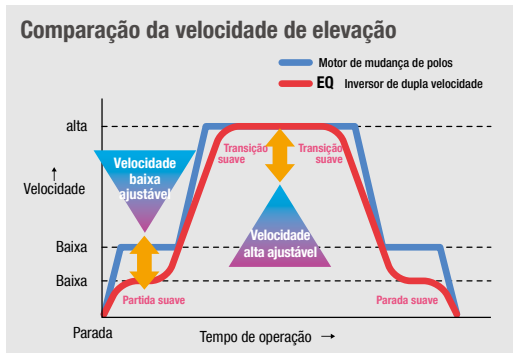 Comparação da velocidade de elevação
Motor de mudança de polos
EQ Inversor de dupla velocidade
alta
↑
Velocidade
Baixa
Baixa
Parada
Velocidade
baixa
ajustável
Transição
suave
Transição
suave
Velocidade
alta ajustável
Partida suave
Parada suave
Tempo de operação →